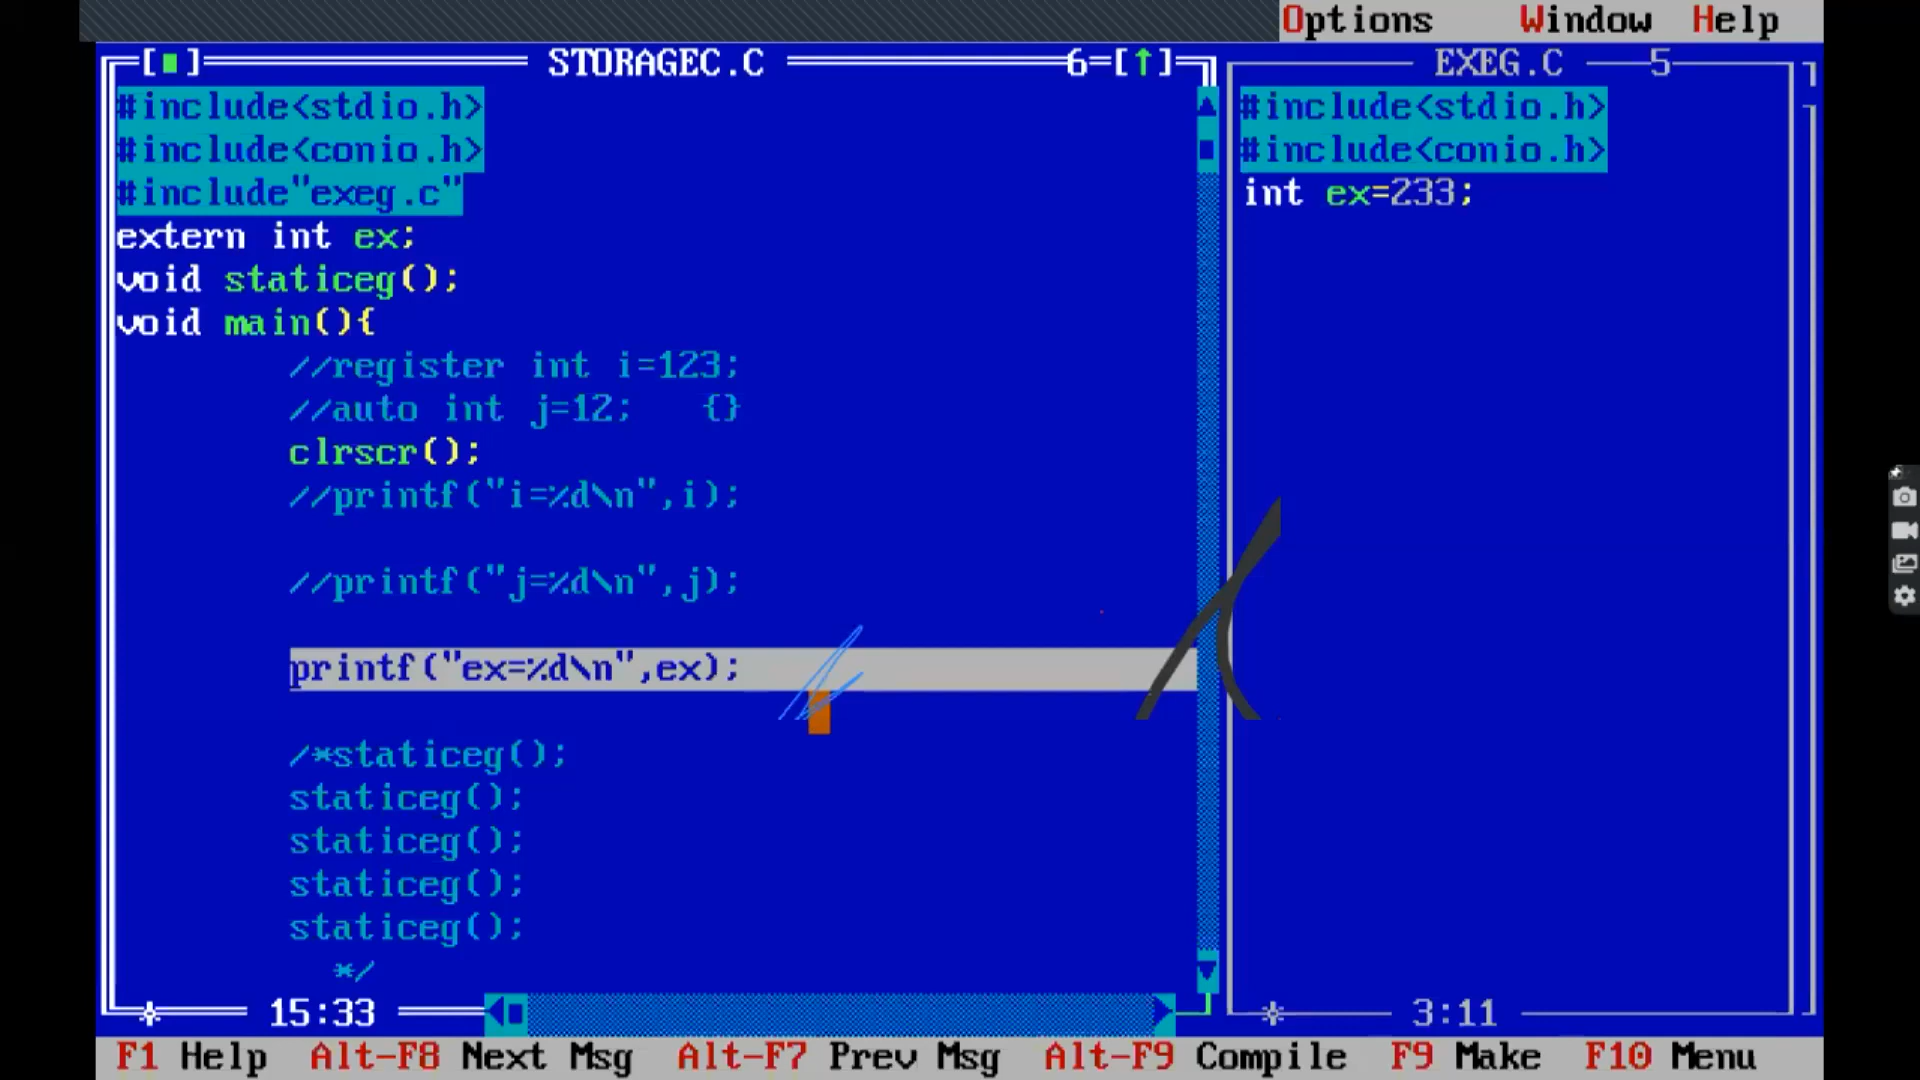 Options Window Help
[■] STORAGEC.C 6=[↑]
#include<stdio.h>
#include<conio.h>
#include"exeg.c"
extern int ex;
void staticeg();
void main(){
//register int i=123;
//auto int j=12; {}
clrscr();
//printf("i=%d\n",i);
//printf("j=%d\n",j);
printf("ex=%d\n",ex);
/*staticeg();
staticeg();
staticeg();
staticeg();
staticeg();
*/
15:33
EXEG.C 5
#include<stdio.h>
#include<conio.h>
int ex=233;
3:11
F1 Help Alt-F8 Next Msg Alt-F7 Prev Msg Alt-F9 Compile F9 Make F10 Menu